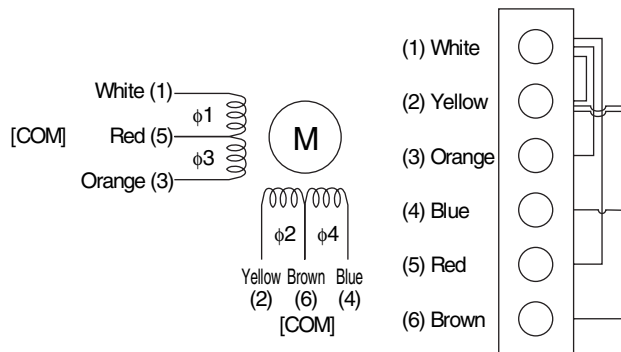 White (1)
ϕ1
[COM] Red (5)
ϕ3
Orange (3)
M
ϕ2 ϕ4
Yellow Brown Blue
(2) (6) (4)
[COM]
(1) White
(2) Yellow
(3) Orange
(4) Blue
(5) Red
(6) Brown